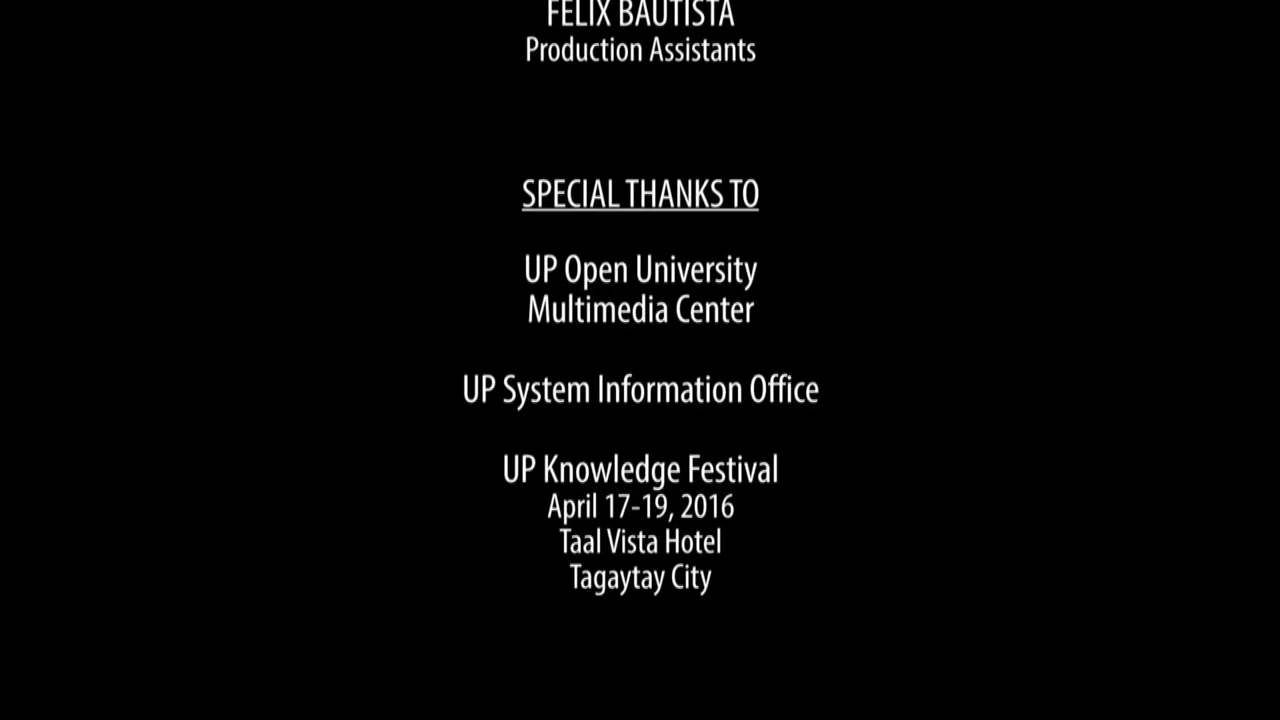 FELIX BAUTISTA
Production Assistants
SPECIAL THANKS TO
UP Open University
Multimedia Center
UP System Information Office
UP Knowledge Festival
April 17-19, 2016
Taal Vista Hotel
Tagaytay City